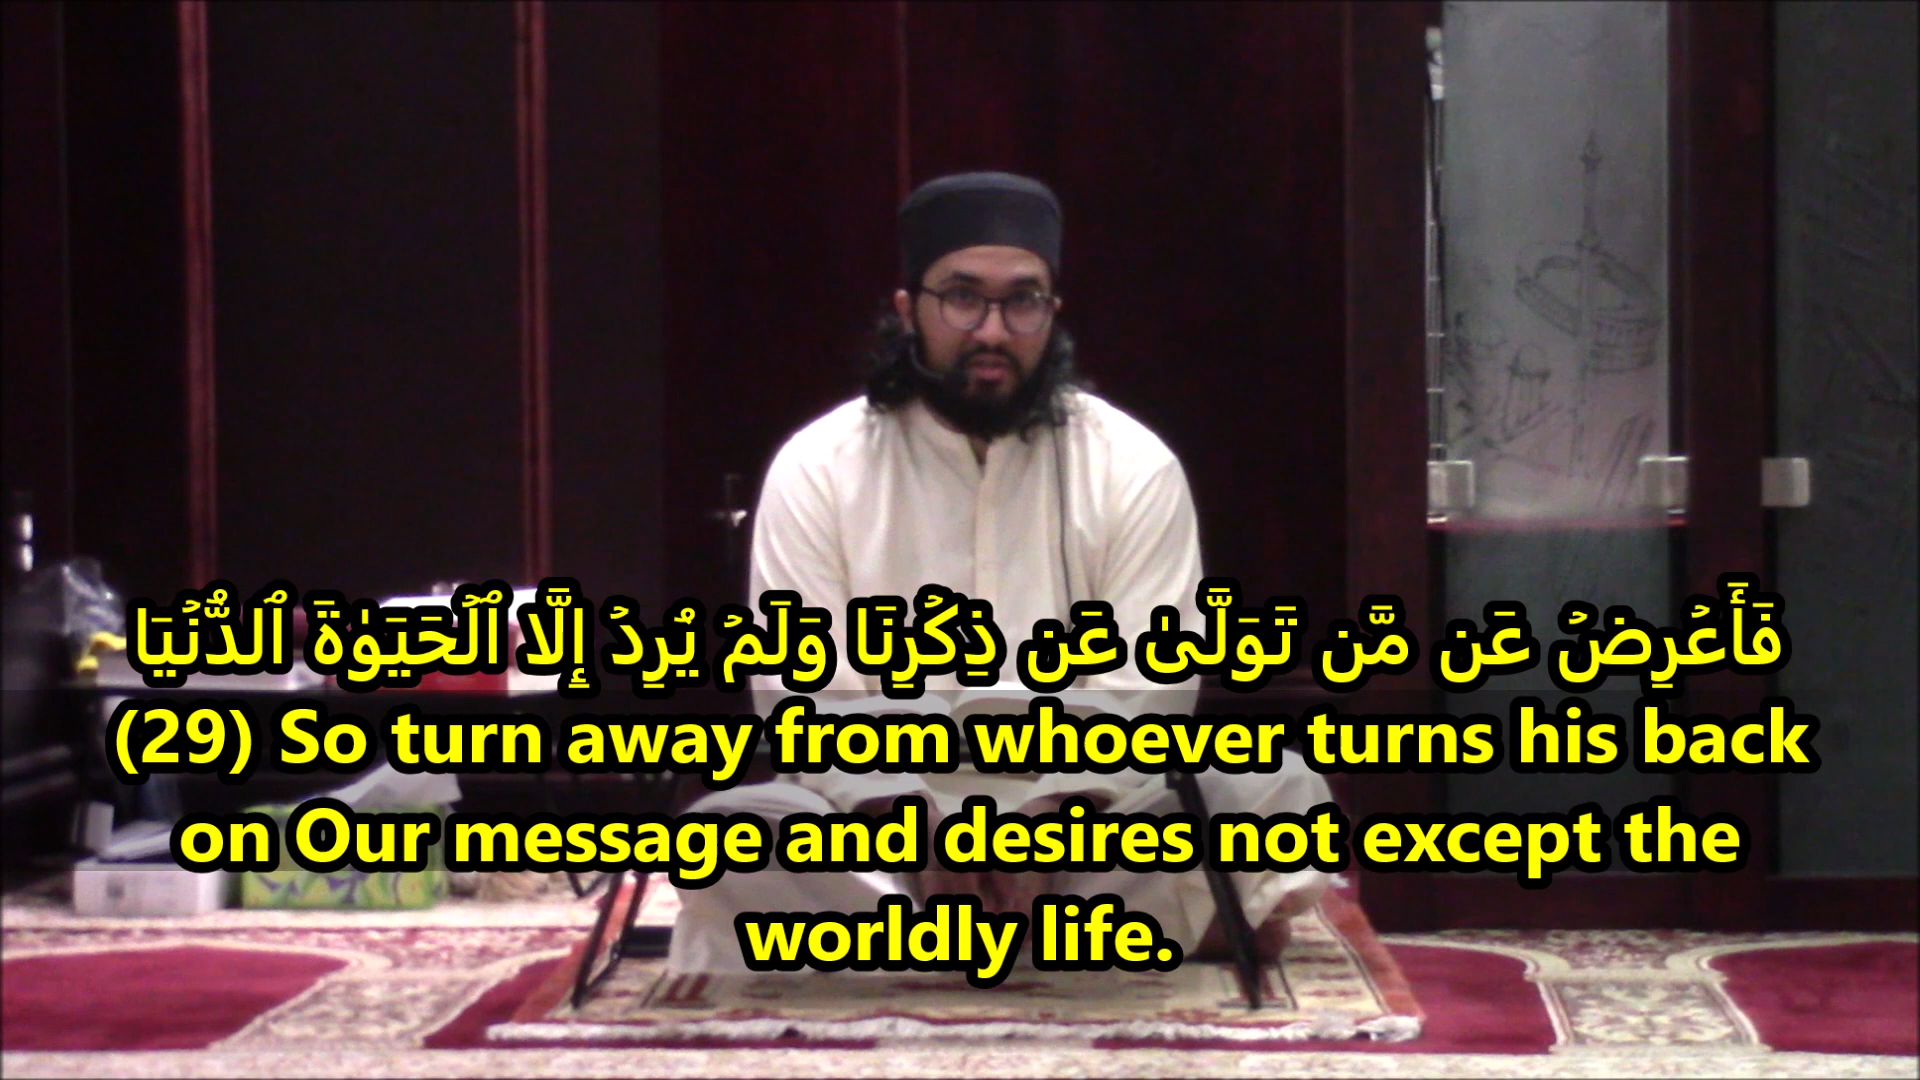 فَأَعۡرِضۡ عَن مَّن تَوَلَّىٰ عَن ذِكۡرِنَا وَلَمۡ يُرِدۡ إِلَّا ٱلۡحَيَوٰةَ ٱلدُّنۡيَا
(29) So turn away from whoever turns his back
on Our message and desires not except the
worldly life.